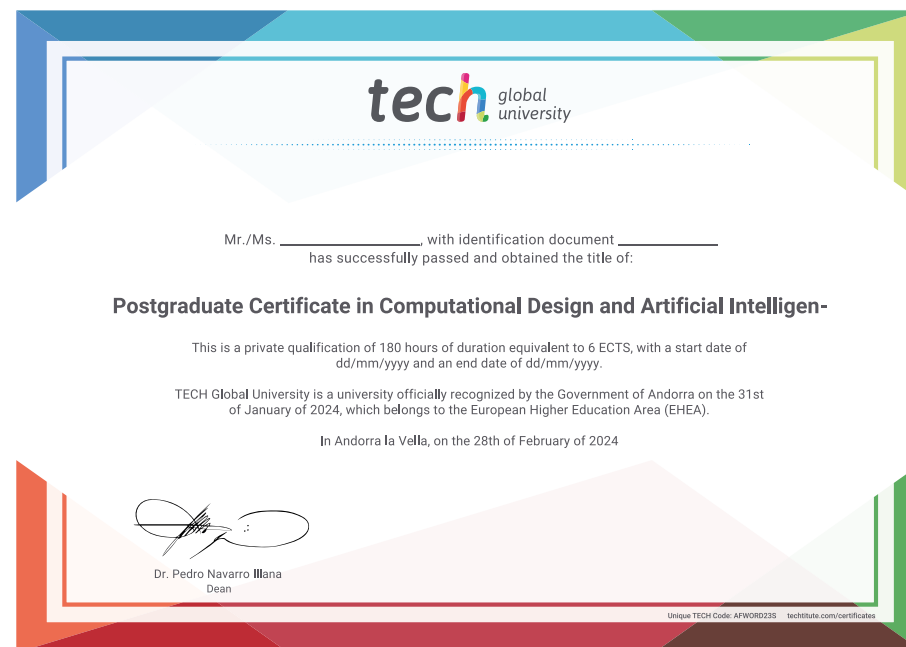 tech global university
Mr./Ms. ____________________, with identification document ______________
has successfully passed and obtained the title of:
Postgraduate Certificate in Computational Design and Artificial Intelligen-
This is a private qualification of 180 hours of duration equivalent to 6 ECTS, with a start date of
dd/mm/yyyy and an end date of dd/mm/yyyy.
TECH Global University is a university officially recognized by the Government of Andorra on the 31st
of January of 2024, which belongs to the European Higher Education Area (EHEA).
In Andorra la Vella, on the 28th of February of 2024
Dr. Pedro Navarro Illana
Dean
Unique TECH Code: AFWORD23S techtitute.com/certificates